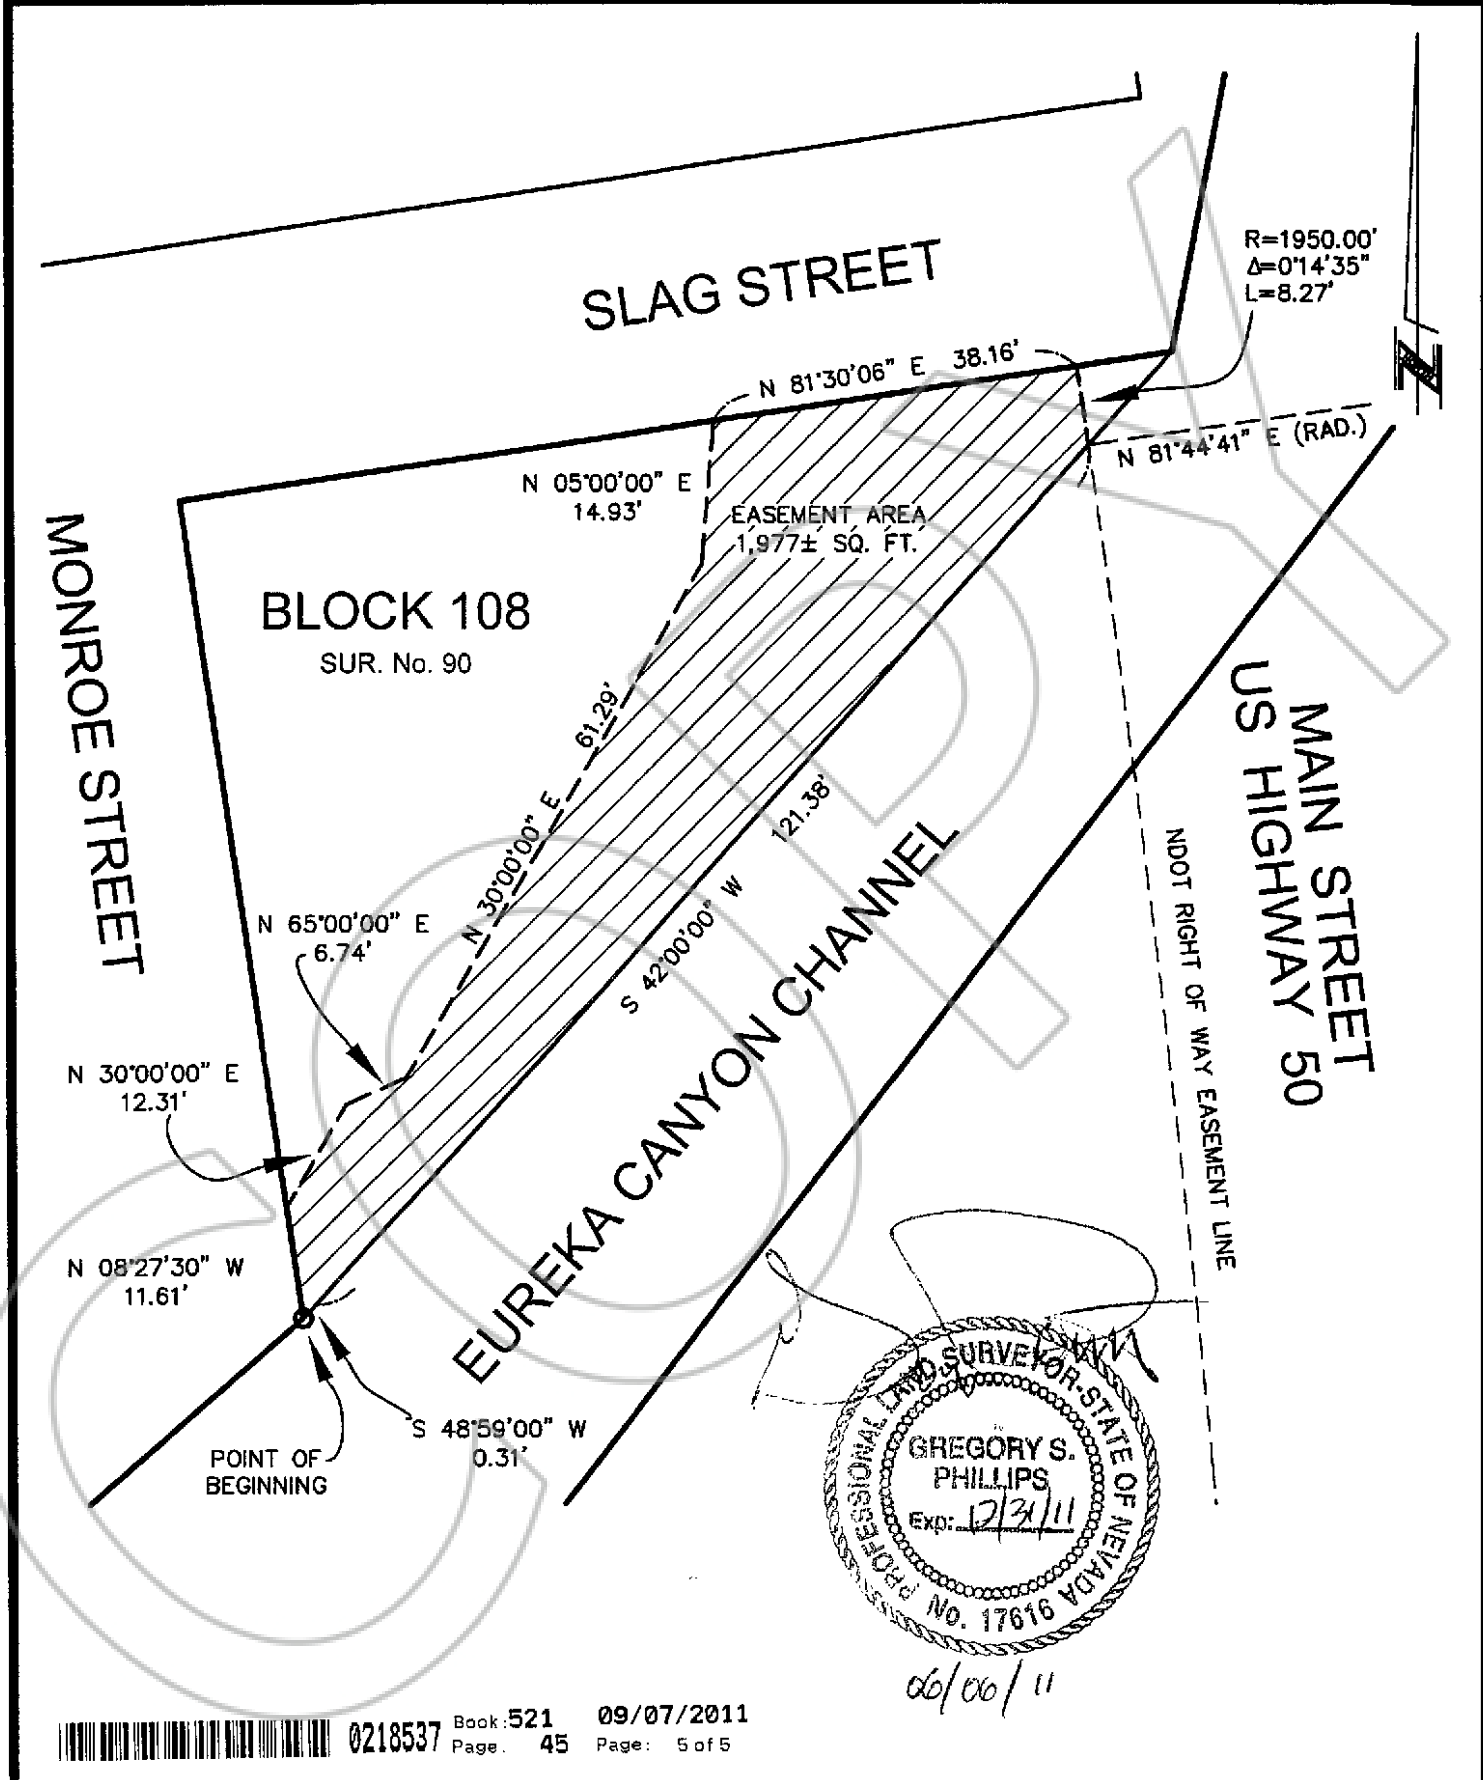 SLAG STREET
R=1950.00'
Δ=0°14'35"
L=8.27'
N 81°30'06" E 38.16'
N 81°44'41" E (RAD.)
N
N 05°00'00" E
14.93'
EASEMENT AREA
1,977± SQ. FT.
MONROE STREET
BLOCK 108
SUR. No. 90
61.29'
N 30°00'00" E
121.38'
S 42°00'00" W
MAIN STREET
US HIGHWAY 50
NDOT RIGHT OF WAY EASEMENT LINE
EUREKA CANYON CHANNEL
N 65°00'00" E
6.74'
N 30°00'00" E
12.31'
N 08°27'30" W
11.61'
S 48°59'00" W
0.31'
POINT OF
BEGINNING
PROFESSIONAL LAND SURVEYOR-STATE OF NEVADA
GREGORY S.
PHILLIPS
Exp: 12/31/11
No. 17616
06/06/11
COPY
0218537 Book:521 09/07/2011
Page. 45 Page: 5 of 5